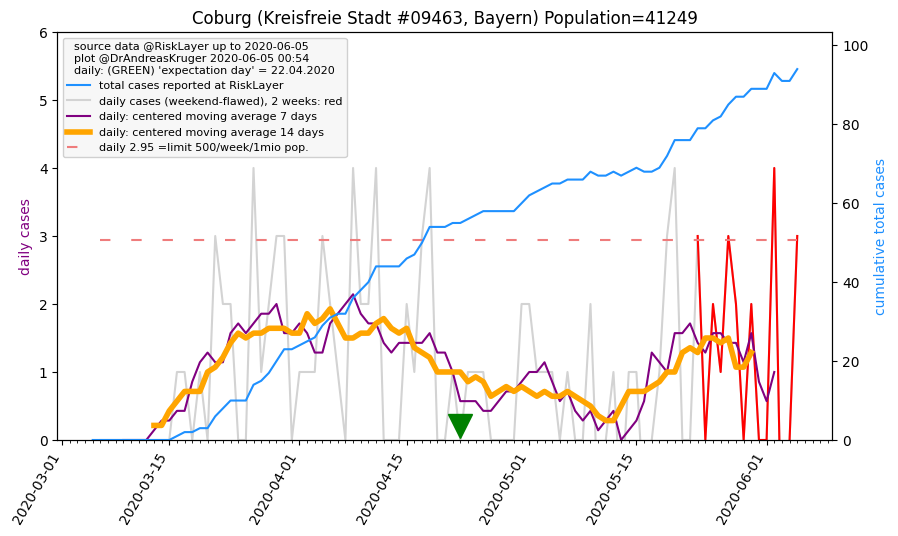 Coburg (Kreisfreie Stadt #09463, Bayern) Population=41249
source data @RiskLayer up to 2020-06-05
plot @DrAndreasKruger 2020-06-05 00:54
daily: (GREEN) 'expectation day' = 22.04.2020
total cases reported at RiskLayer
daily cases (weekend-flawed), 2 weeks: red
daily: centered moving average 7 days
daily: centered moving average 14 days
daily 2.95 =limit 500/week/1mio pop.
daily cases
6
5
4
3
2
1
0
100
80
60
40
20
0
cumulative total cases
2020-03-01
2020-03-15
2020-04-01
2020-04-15
2020-05-01
2020-05-15
2020-06-01